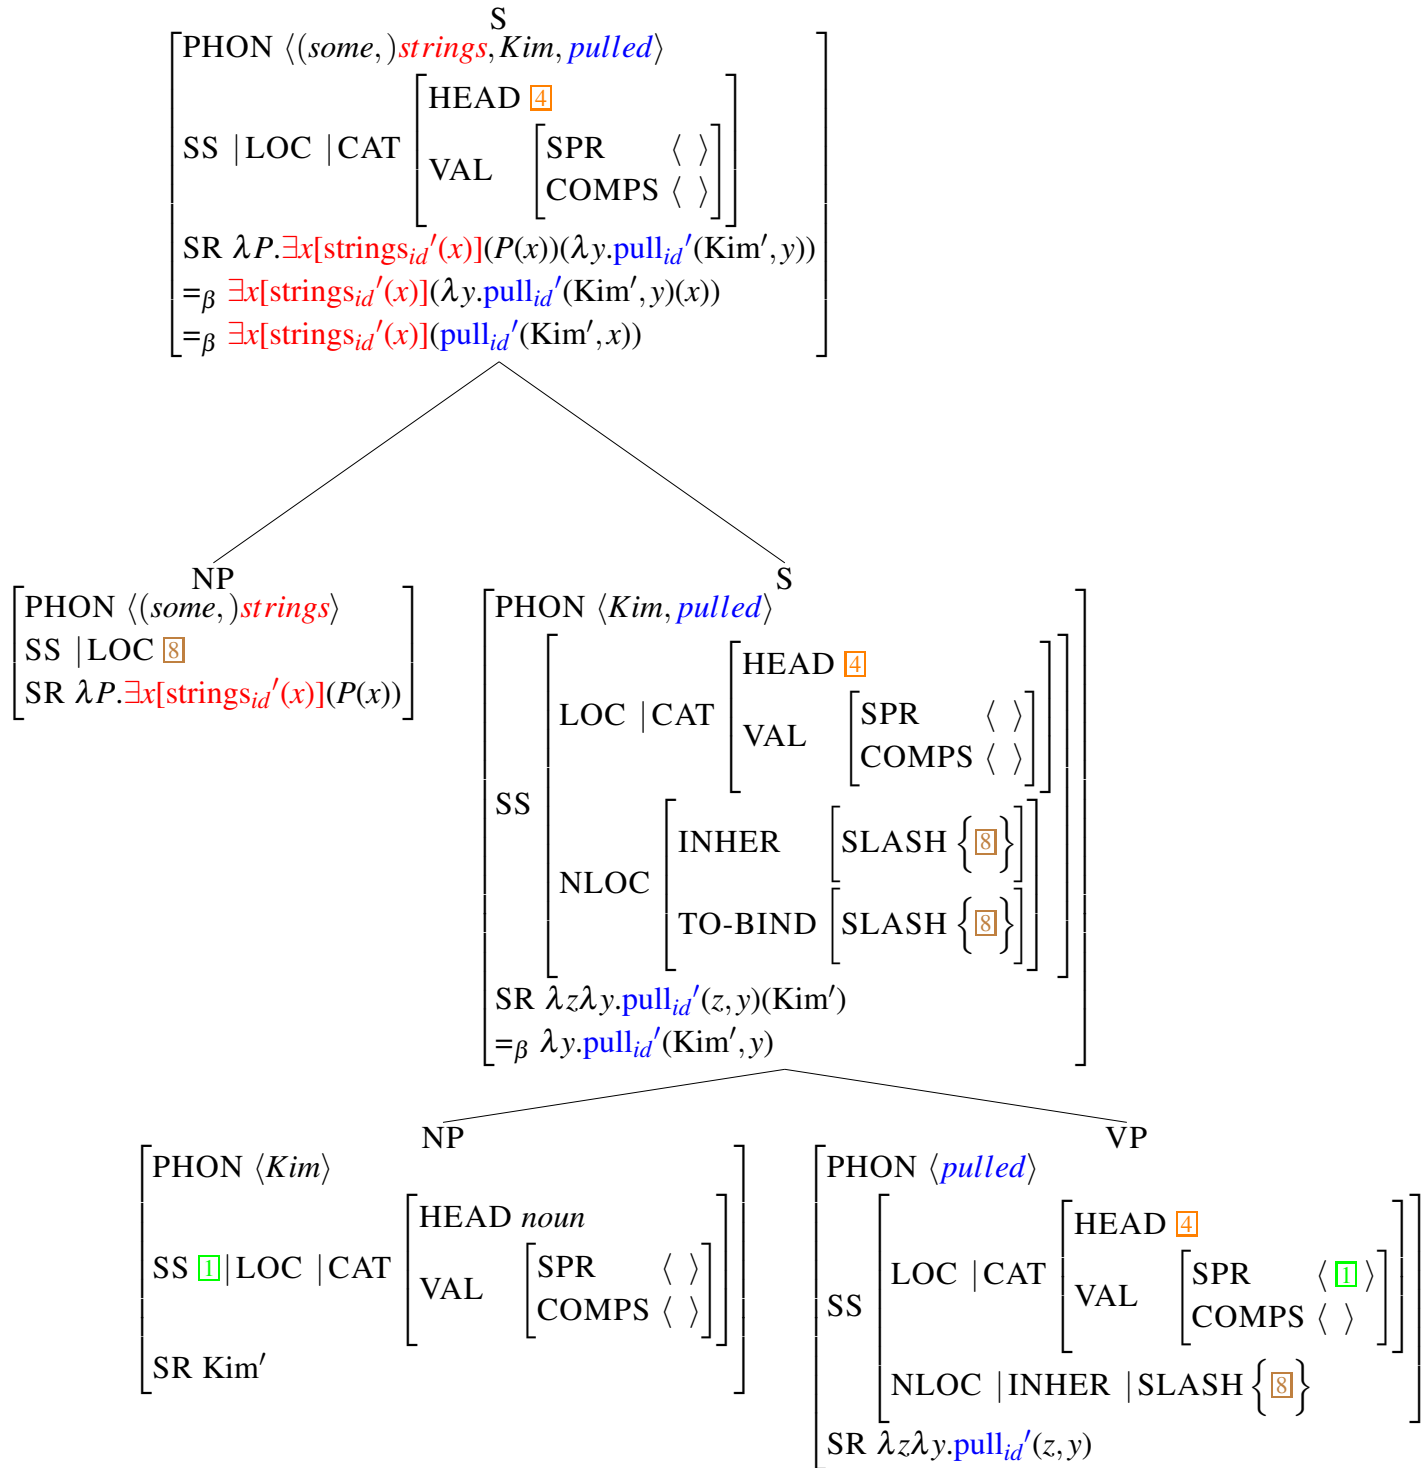 S
PHON ⟨(some,)strings,Kim,pulled⟩
HEAD 4
SS |LOC |CAT
VAL
SPR ⟨ ⟩
COMPS ⟨ ⟩
SR λP.∃x[strings_id′(x)](P(x))(λy.pull_id′(Kim′,y))
=β ∃x[strings_id′(x)](λy.pull_id′(Kim′,y)(x))
=β ∃x[strings_id′(x)](pull_id′(Kim′,x))
NP
PHON ⟨(some,)strings⟩
SS |LOC 8
SR λP.∃x[strings_id′(x)](P(x))
S
PHON ⟨Kim,pulled⟩
HEAD 4
LOC |CAT
VAL
SPR ⟨ ⟩
COMPS ⟨ ⟩
SS
INHER SLASH {8}
NLOC
TO-BIND SLASH {8}
SR λzλy.pull_id′(z,y)(Kim′)
=β λy.pull_id′(Kim′,y)
NP
PHON ⟨Kim⟩
HEAD noun
SS 1|LOC |CAT
VAL
SPR ⟨ ⟩
COMPS ⟨ ⟩
SR Kim′
VP
PHON ⟨pulled⟩
HEAD 4
LOC |CAT
VAL
SPR ⟨1⟩
COMPS ⟨ ⟩
SS
NLOC |INHER |SLASH {8}
SR λzλy.pull_id′(z,y)